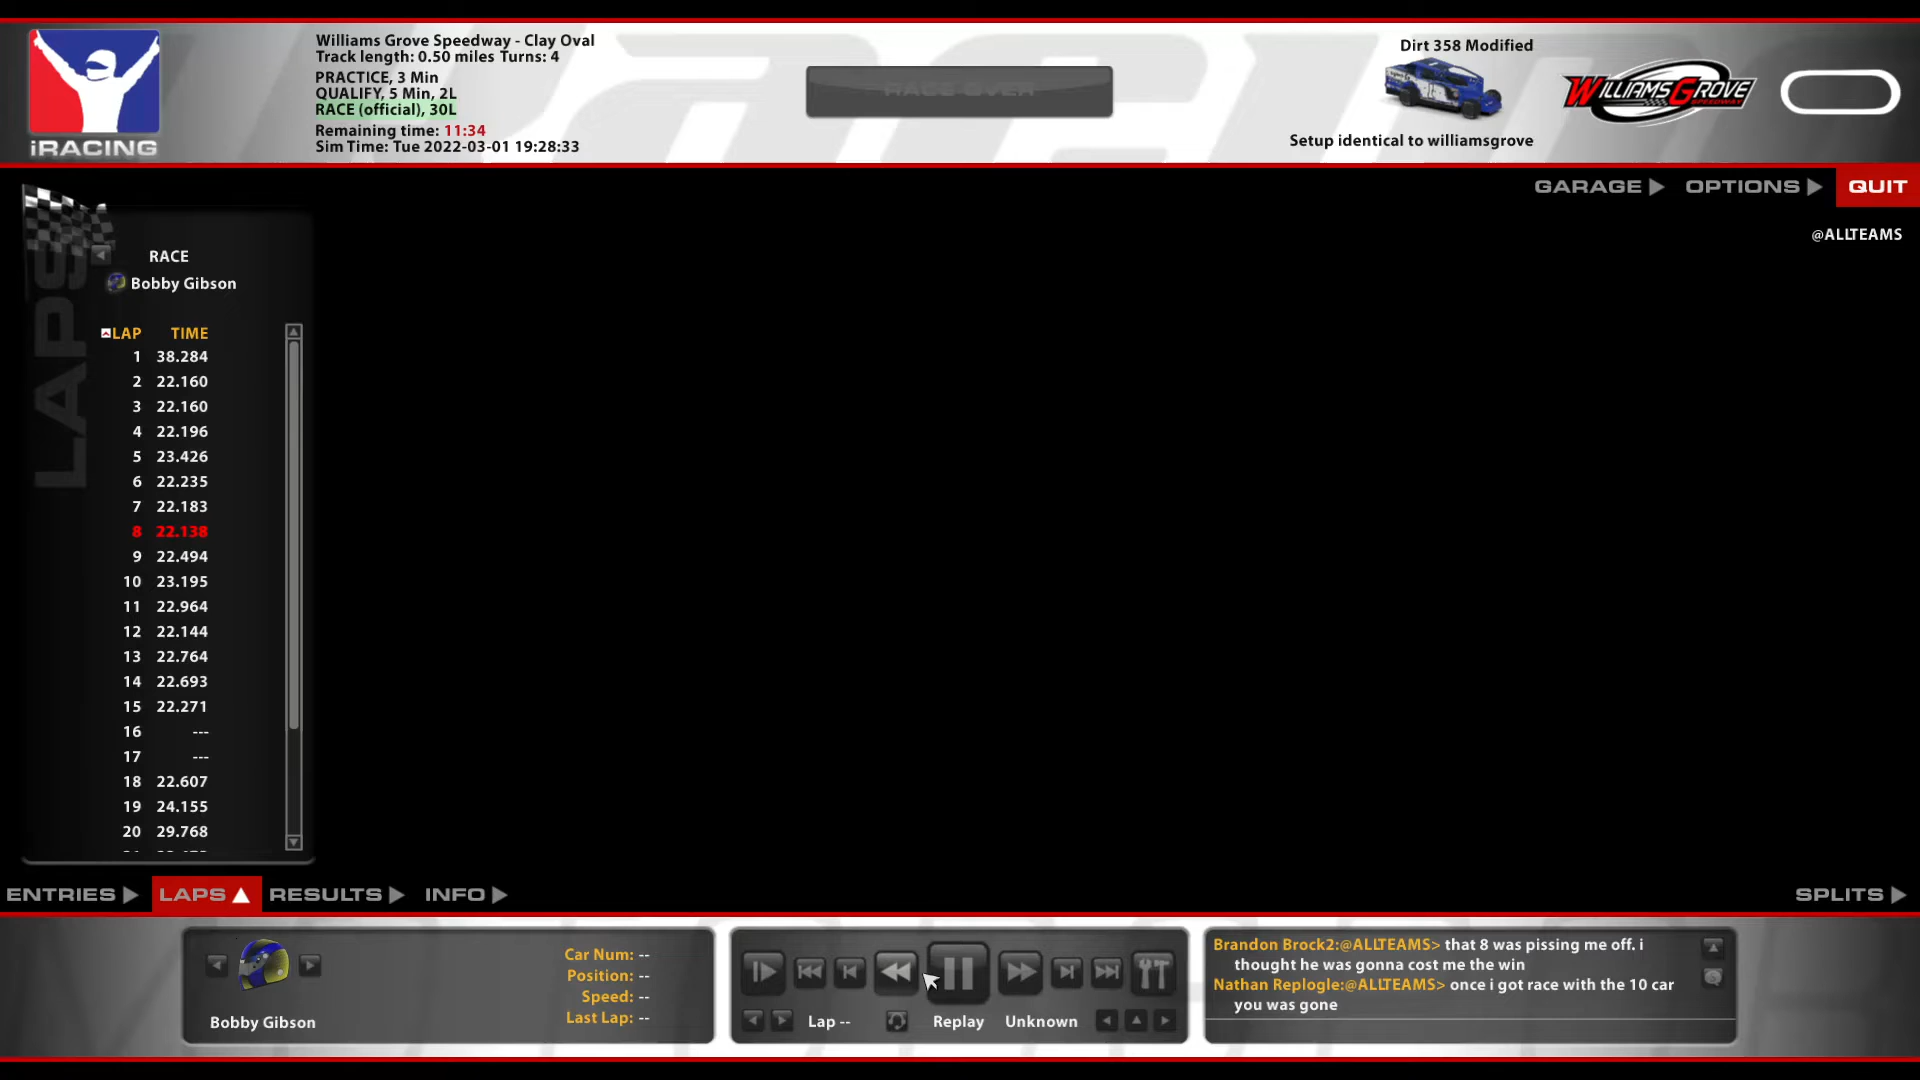 iRACING
Williams Grove Speedway - Clay Oval
Track length: 0.50 miles Turns: 4
PRACTICE, 3 Min
QUALIFY, 5 Min, 2L
RACE (official), 30L
Remaining time: 11:34
Sim Time: Tue 2022-03-01 19:28:33
RACE OVER
Dirt 358 Modified
WILLIAMS GROVE
SPEEDWAY
Setup identical to williamsgrove
GARAGE OPTIONS QUIT
@ALLTEAMS
LAPS
RACE
Bobby Gibson
LAP TIME
1 38.284
2 22.160
3 22.160
4 22.196
5 23.426
6 22.235
7 22.183
8 22.138
9 22.494
10 23.195
11 22.964
12 22.144
13 22.764
14 22.693
15 22.271
16 ---
17 ---
18 22.607
19 24.155
20 29.768
ENTRIES LAPS RESULTS INFO SPLITS
Car Num: --
Position: --
Speed: --
Last Lap: --
Bobby Gibson
Lap -- Replay Unknown
Brandon Brock2:@ALLTEAMS> that 8 was pissing me off. i
thought he was gonna cost me the win
Nathan Replogle:@ALLTEAMS> once i got race with the 10 car
you was gone